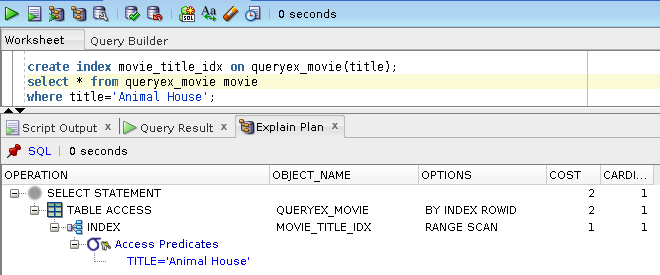 0 seconds
Worksheet Query Builder
create index movie_title_idx on queryex_movie(title);
select * from queryex_movie movie
where title='Animal House';
Script Output x Query Result x Explain Plan x
SQL | 0 seconds
OPERATION OBJECT_NAME OPTIONS COST CARDI...
SELECT STATEMENT 2 1
TABLE ACCESS QUERYEX_MOVIE BY INDEX ROWID 2 1
INDEX MOVIE_TITLE_IDX RANGE SCAN 1 1
Access Predicates
TITLE='Animal House'